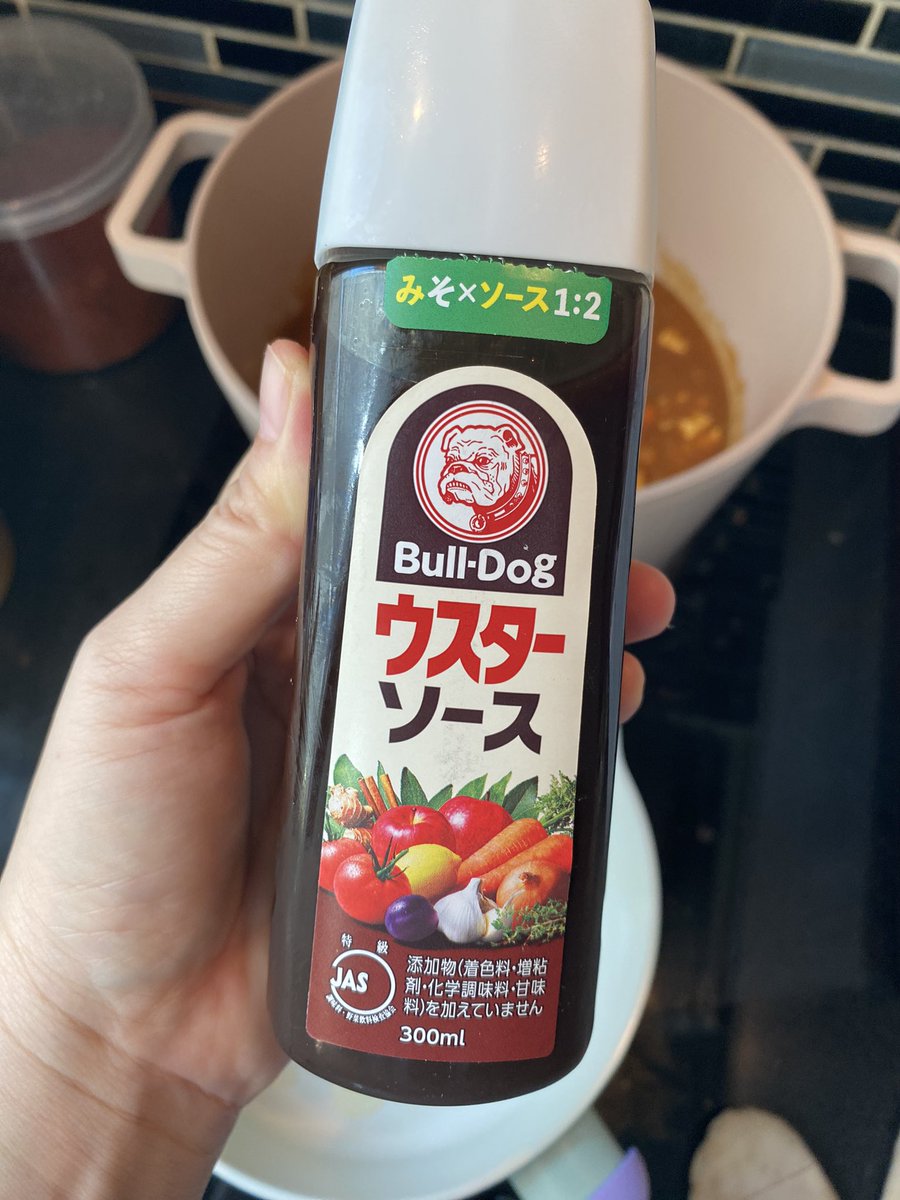 みそ×ソース1:2
Bull-Dog
ウスター
ソース
特級
JAS
添加物(着色料・増粘
剤・化学調味料・甘味
料)を加えていません
300ml